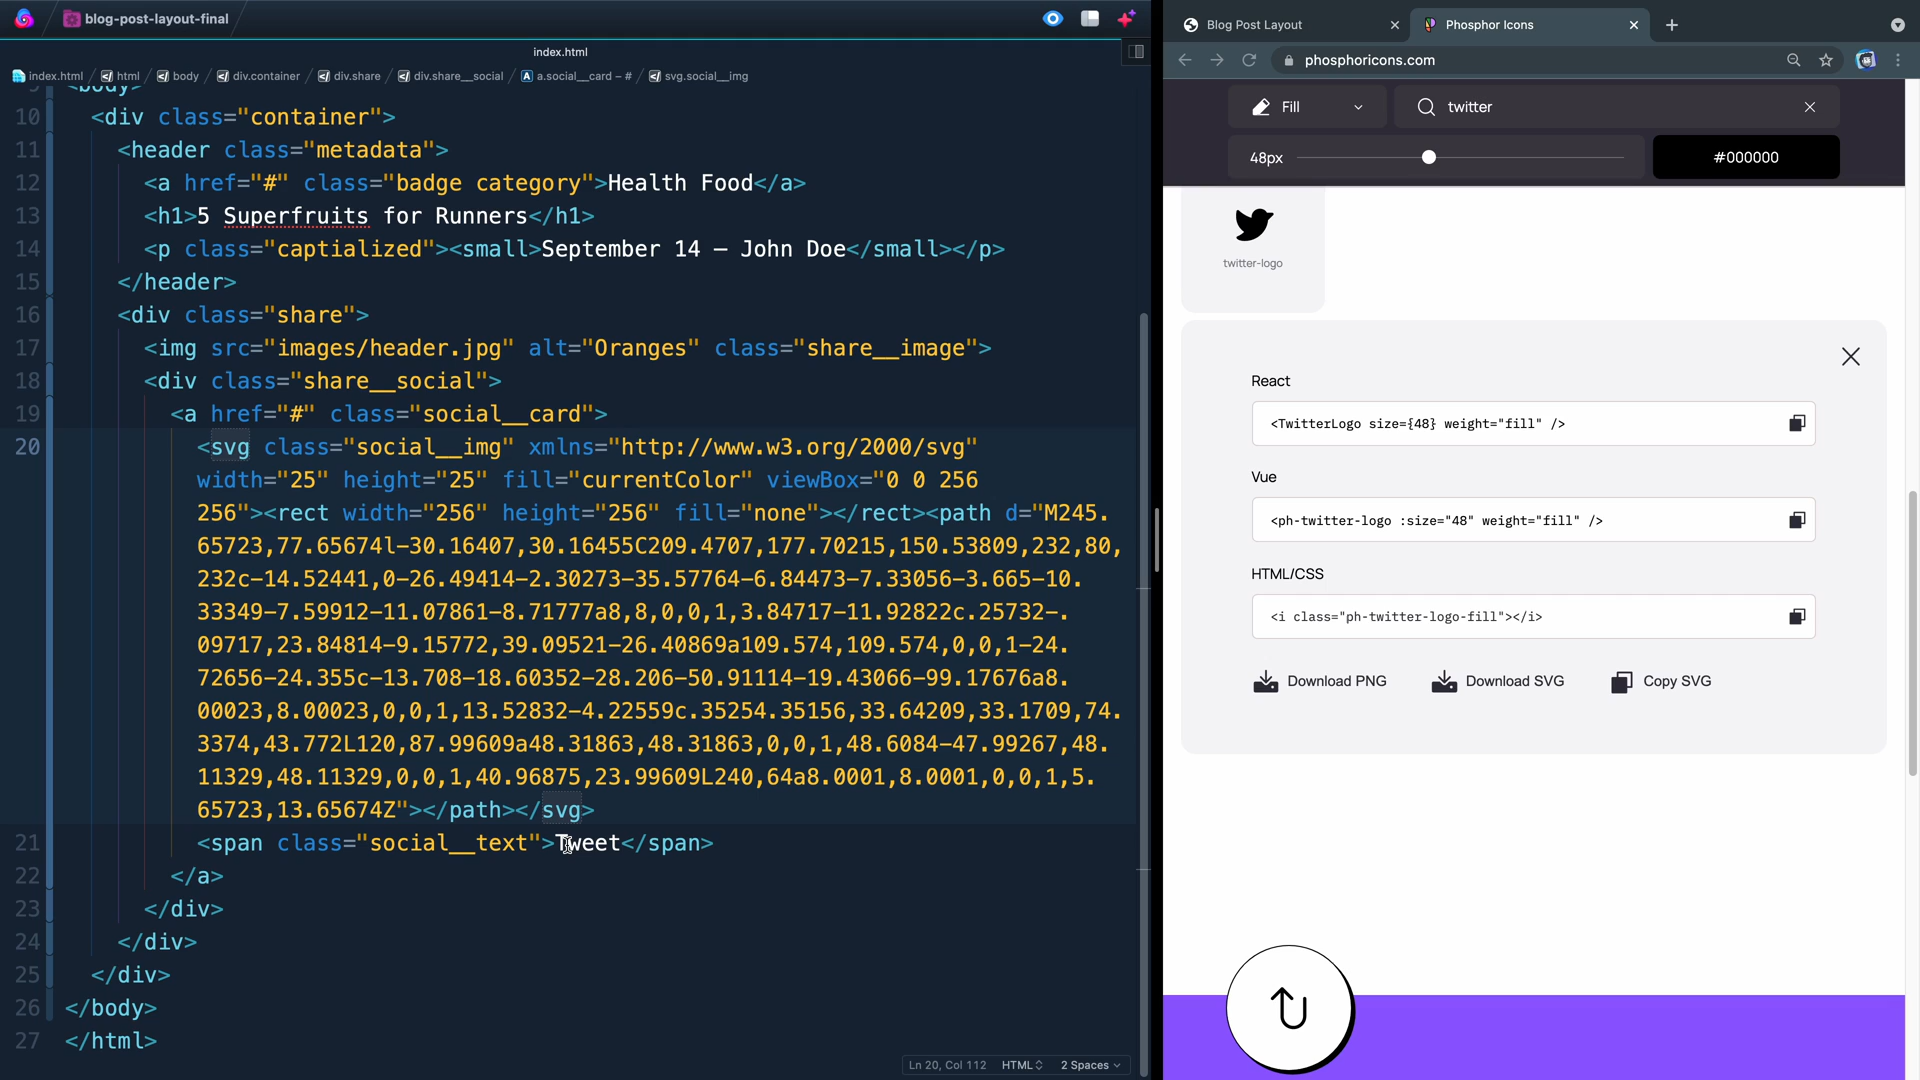 blog-post-layout-final
index.html
index.html html body div.container div.share div.share__social a.social__card – # svg.social__img
9 <body>
10 <div class="container">
11 <header class="metadata">
12 <a href="#" class="badge category">Health Food</a>
13 <h1>5 Superfruits for Runners</h1>
14 <p class="captialized"><small>September 14 – John Doe</small></p>
15 </header>
16 <div class="share">
17 <img src="images/header.jpg" alt="Oranges" class="share__image">
18 <div class="share__social">
19 <a href="#" class="social__card">
20 <svg class="social__img" xmlns="http://www.w3.org/2000/svg"
width="25" height="25" fill="currentColor" viewBox="0 0 256
256"><rect width="256" height="256" fill="none"></rect><path d="M245.
65723,77.65674l-30.16407,30.16455C209.4707,177.70215,150.53809,232,80,
232c-14.52441,0-26.49414-2.30273-35.57764-6.84473-7.33056-3.665-10.
33349-7.59912-11.07861-8.71777a8,8,0,0,1,3.84717-11.92822c.25732-.
09717,23.84814-9.15772,39.09521-26.40869a109.574,109.574,0,0,1-24.
72656-24.355c-13.708-18.60352-28.206-50.91114-19.43066-99.17676a8.
00023,8.00023,0,0,1,13.52832-4.22559c.35254.35156,33.64209,33.1709,74.
3374,43.772L120,87.99609a48.31863,48.31863,0,0,1,48.6084-47.99267,48.
11329,48.11329,0,0,1,40.96875,23.99609L240,64a8.0001,8.0001,0,0,1,5.
65723,13.65674Z"></path></svg>
21 <span class="social__text">Tweet</span>
22 </a>
23 </div>
24 </div>
25 </div>
26 </body>
27 </html>
Ln 20, Col 112 HTML 2 Spaces
Blog Post Layout
Phosphor Icons
phosphoricons.com
Fill
twitter
48px
#000000
twitter-logo
React
<TwitterLogo size={48} weight="fill" />
Vue
<ph-twitter-logo :size="48" weight="fill" />
HTML/CSS
<i class="ph-twitter-logo-fill"></i>
Download PNG Download SVG Copy SVG